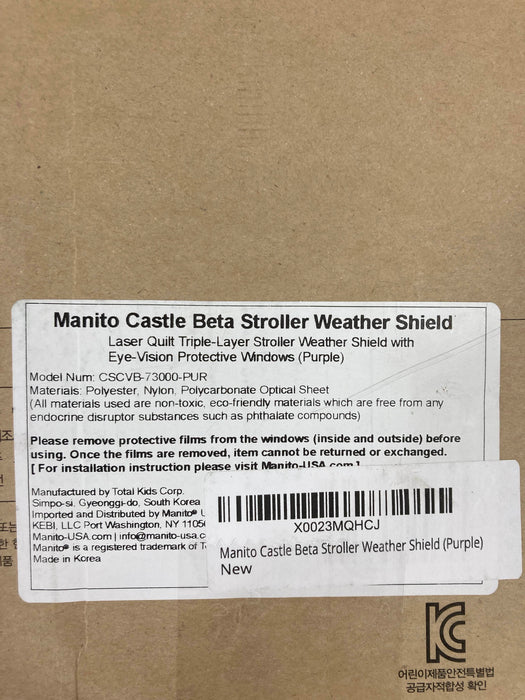 Manito Castle Beta Stroller Weather Shield
Laser Quilt Triple-Layer Stroller Weather Shield with
Eye-Vision Protective Windows (Purple)
Model Num: CSCVB-73000-PUR
Materials: Polyester, Nylon, Polycarbonate Optical Sheet
(All materials used are non-toxic, eco-friendly materials which are free from any
endocrine disruptor substances such as phthalate compounds)
Please remove protective films from the windows (inside and outside) before
using. Once the films are removed, item cannot be returned or exchanged.
[ For installation instruction please visit Manito-USA.com ]
Manufactured by Total Kids Corp.
Simpo-si, Gyeonggi-do, South Korea
Imported and Distributed by Manito®
KEBI, LLC Port Washington, NY 1105
Manito-USA.com | info@manito-usa.c
Manito® is a registered trademark of T
Made in Korea
X0023MQHCJ
Manito Castle Beta Stroller Weather Shield (Purple)
New
어린이제품안전특별법
공급자적합성 확인